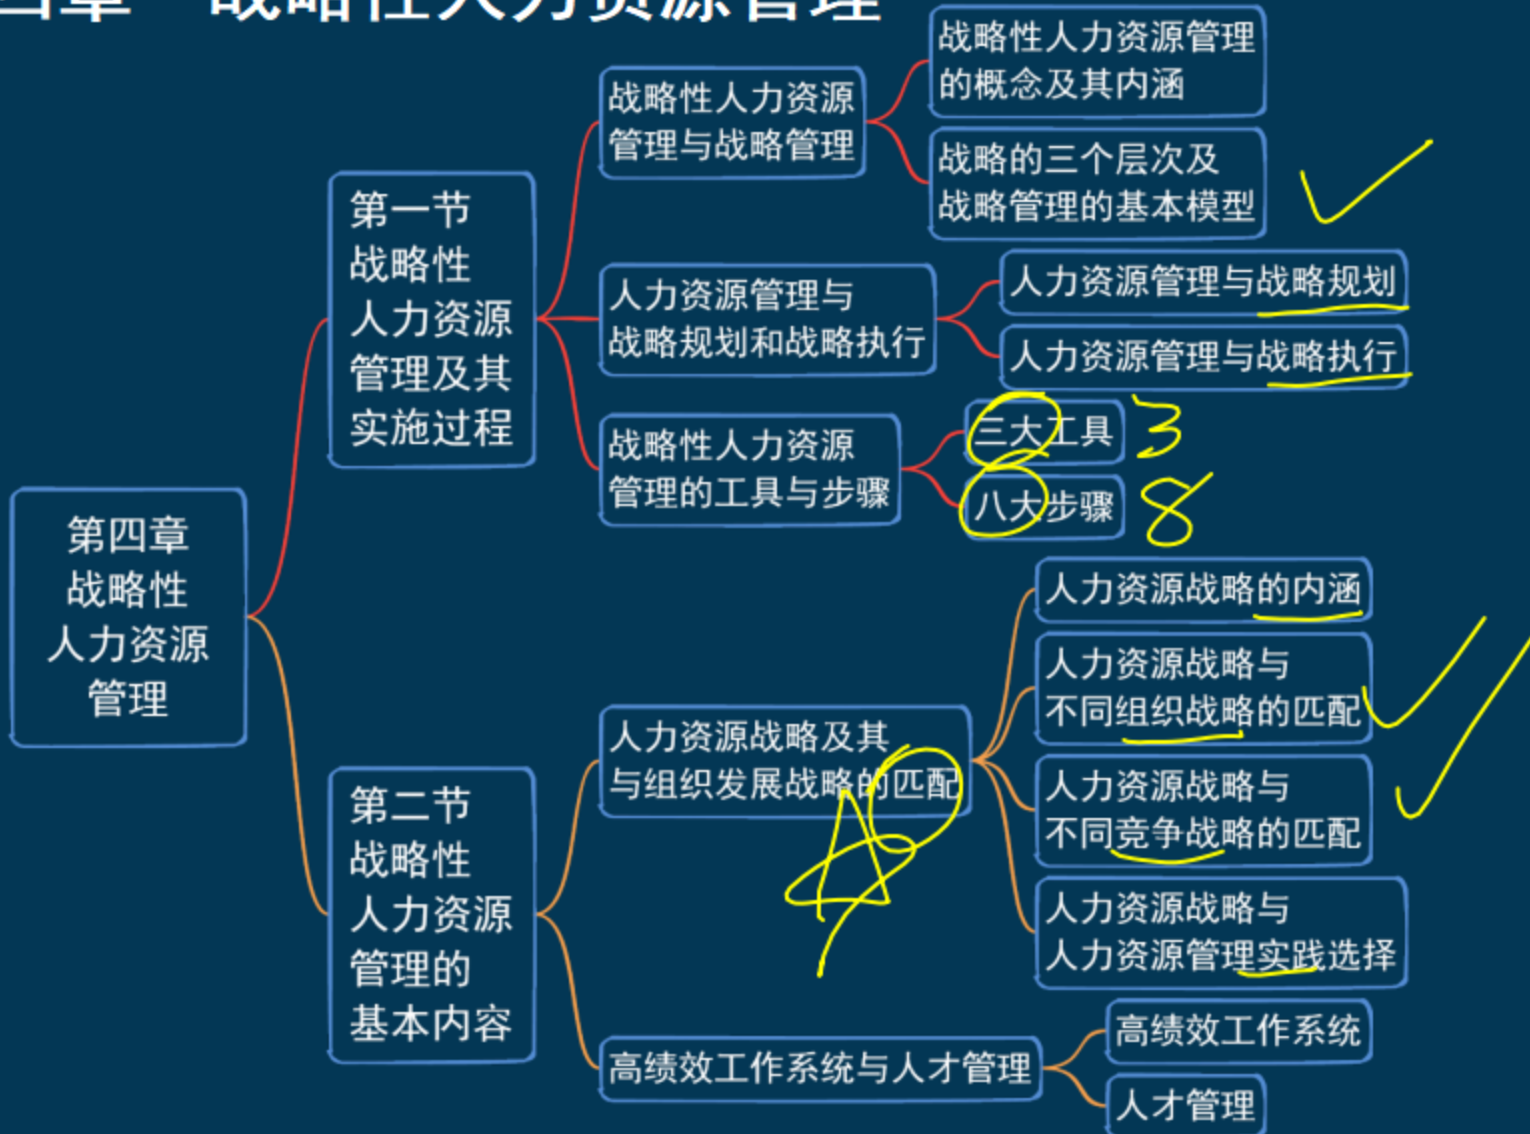 四章 战略性人力资源管理
第四章
战略性
人力资源
管理
第一节
战略性
人力资源
管理及其
实施过程
战略性人力资源
管理与战略管理
战略性人力资源管理
的概念及其内涵
战略的三个层次及
战略管理的基本模型
人力资源管理与
战略规划和战略执行
人力资源管理与战略规划
人力资源管理与战略执行
战略性人力资源
管理的工具与步骤
三大工具
3
八大步骤
8
第二节
战略性
人力资源
管理的
基本内容
人力资源战略及其
与组织发展战略的匹配
人力资源战略的内涵
人力资源战略与
不同组织战略的匹配
人力资源战略与
不同竞争战略的匹配
人力资源战略与
人力资源管理实践选择
高绩效工作系统与人才管理
高绩效工作系统
人才管理